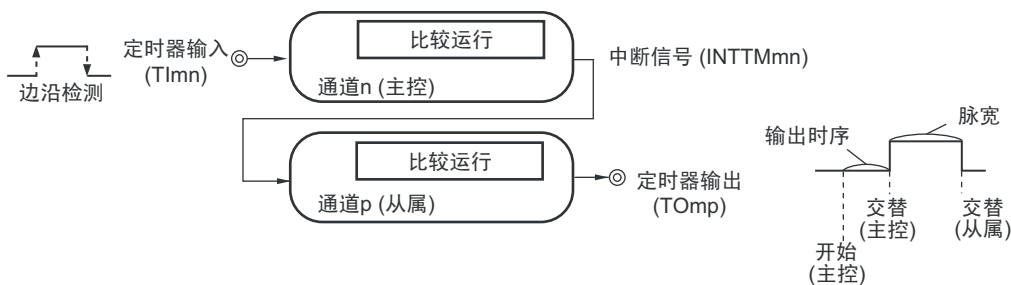 比较运行
定时器输入
(TImn)
通道n (主控)
中断信号 (INTTMmn)
边沿检测
比较运行
通道p (从属)
定时器输出
(TOmp)
输出时序
脉宽
交替
(主控)
交替
(从属)
开始
(主控)